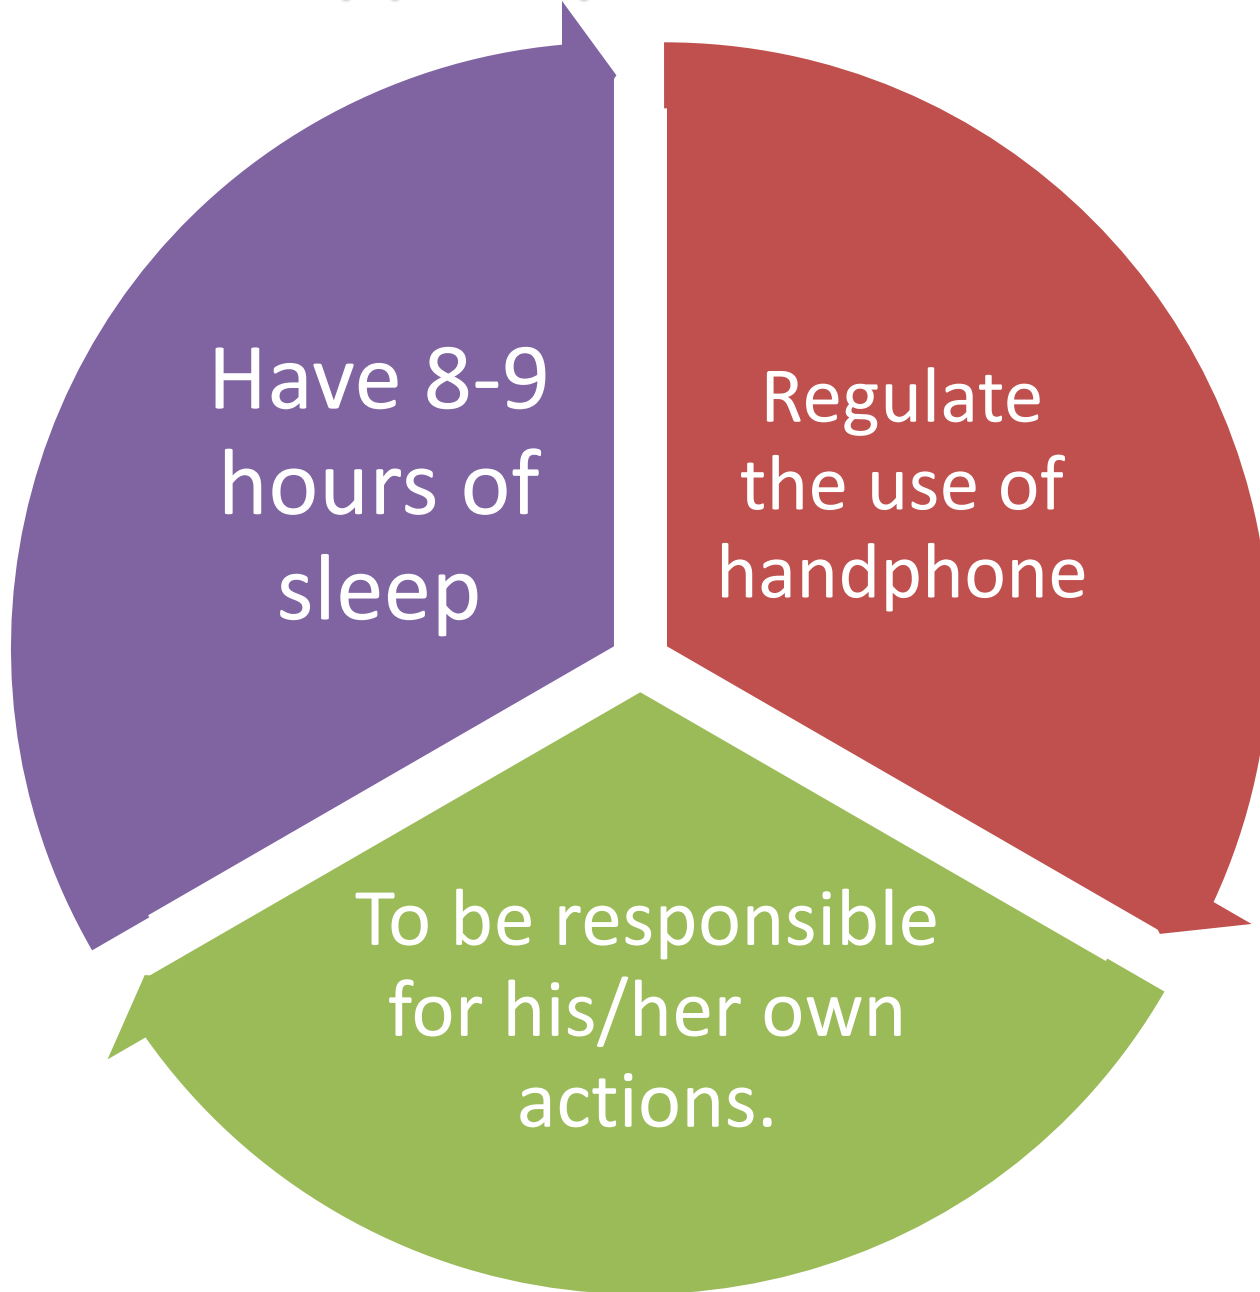 Have 8-9
hours of
sleep
Regulate
the use of
handphone
To be responsible
for his/her own
actions.